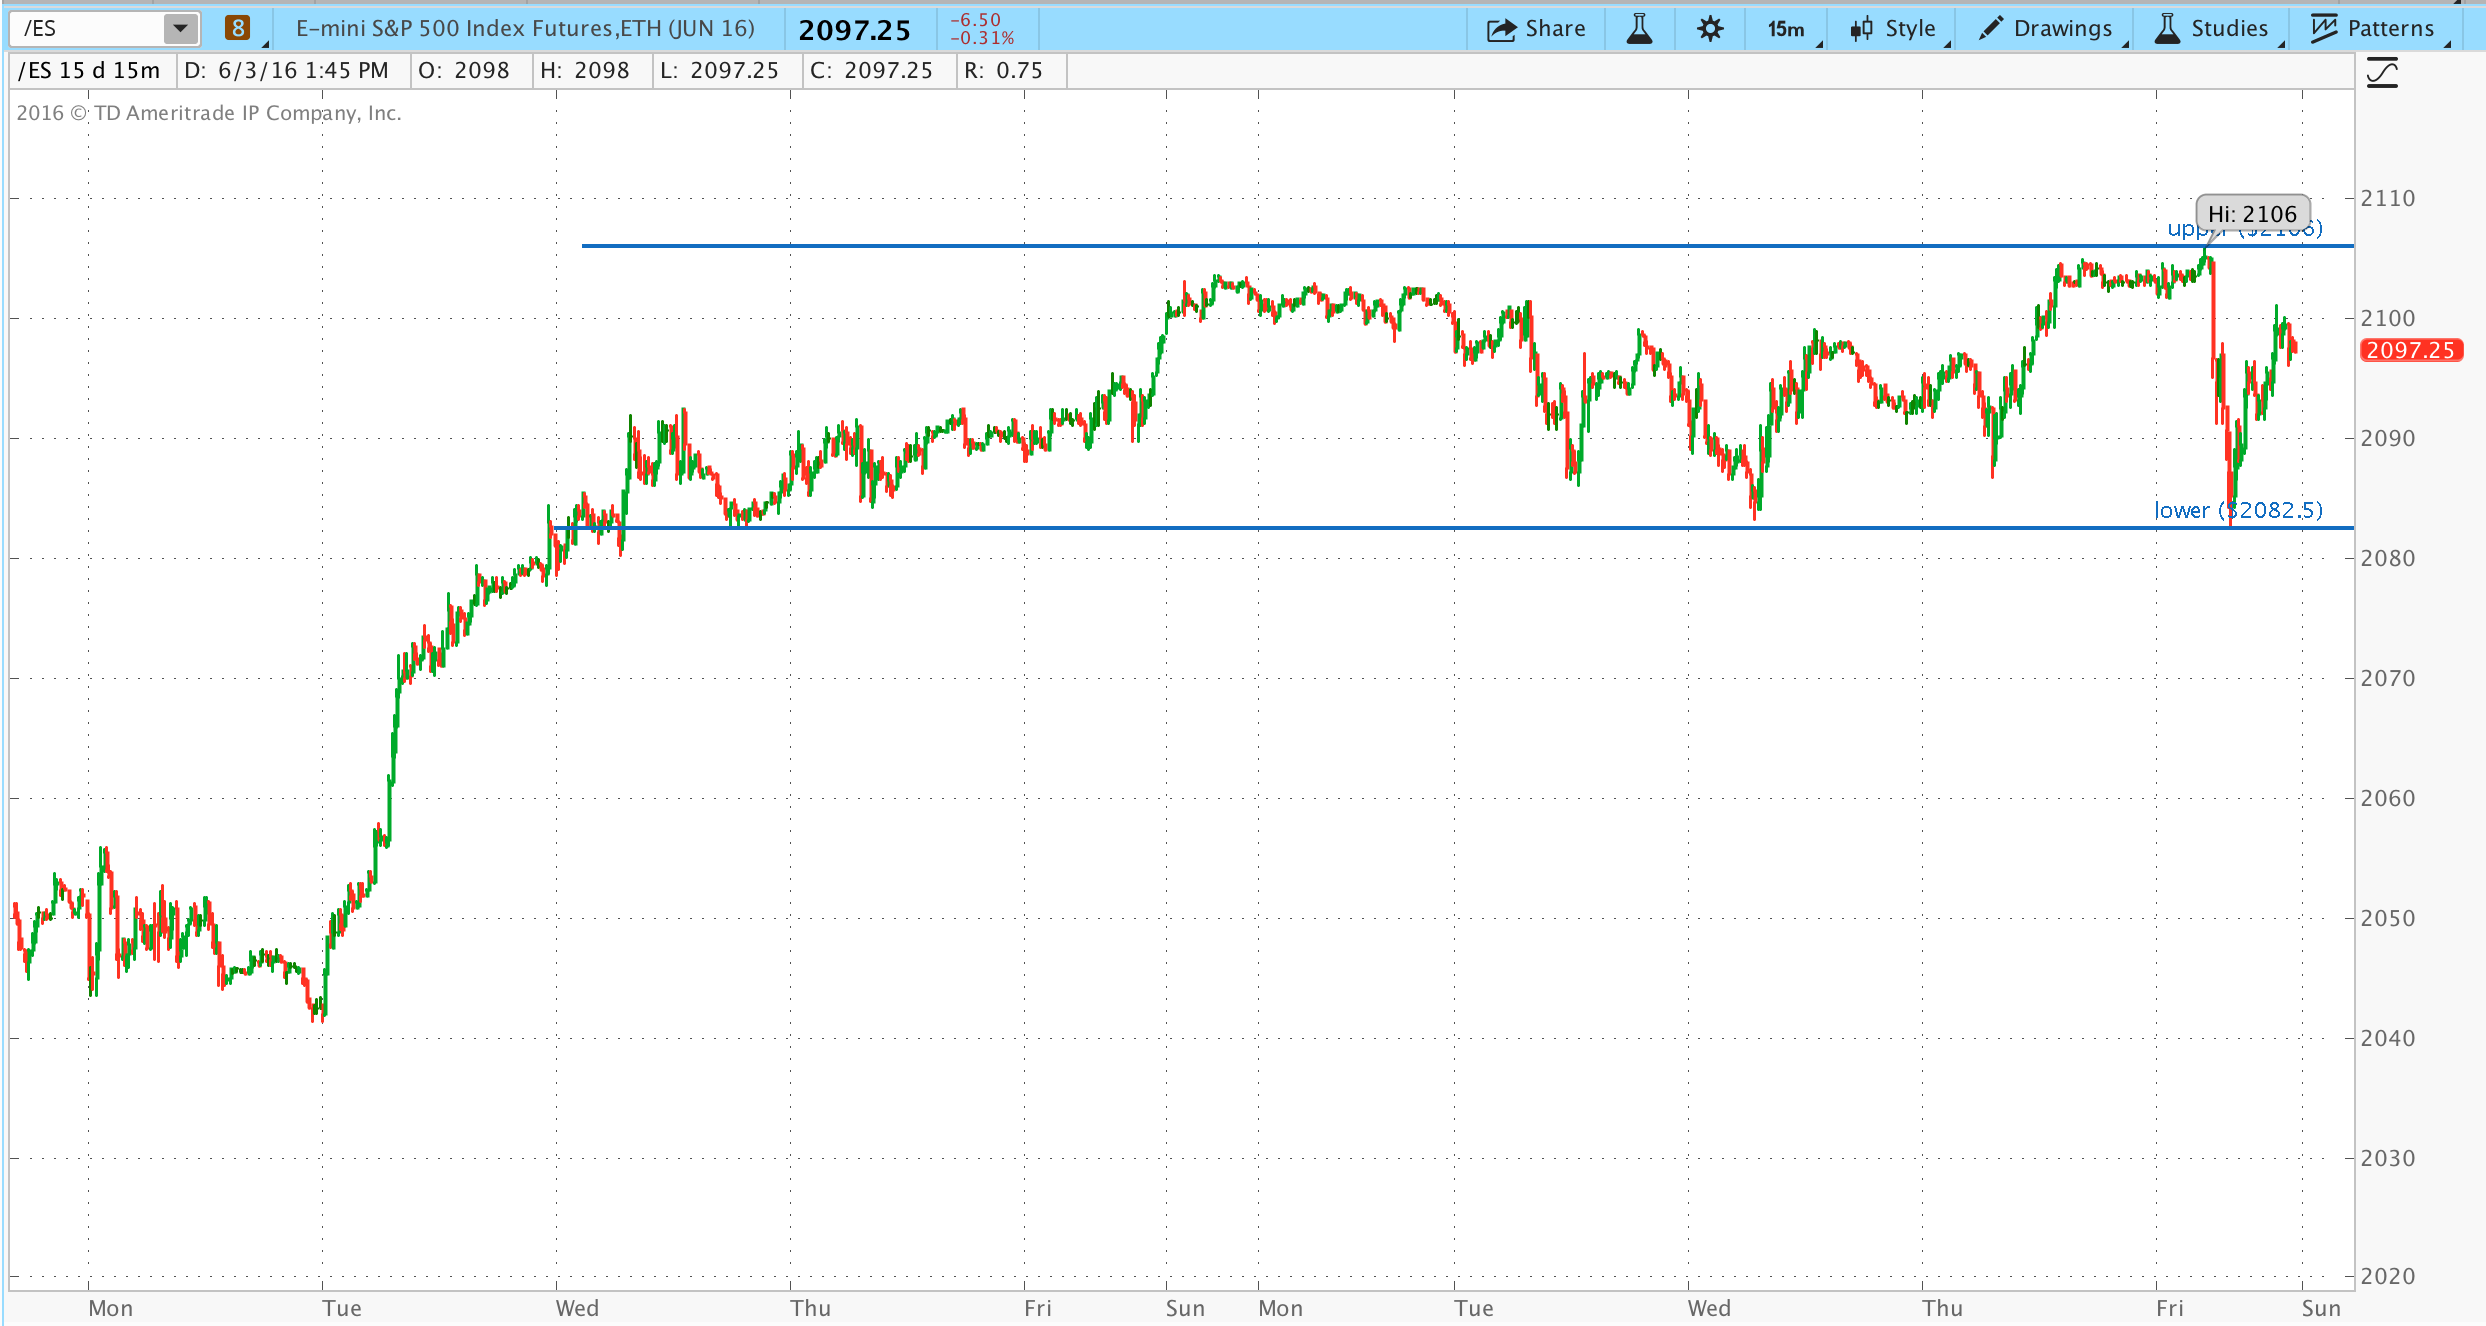 /ES 8 E-mini S&P 500 Index Futures,ETH (JUN 16) 2097.25 -6.50 -0.31% Share 15m Style Drawings Studies Patterns
/ES 15 d 15m D: 6/3/16 1:45 PM O: 2098 H: 2098 L: 2097.25 C: 2097.25 R: 0.75
2016 © TD Ameritrade IP Company, Inc.
2110
Hi: 2106
($2106)
2100
2097.25
2090
lower ($2082.5)
2080
2070
2060
2050
2040
2030
2020
Mon Tue Wed Thu Fri Sun Mon Tue Wed Thu Fri Sun